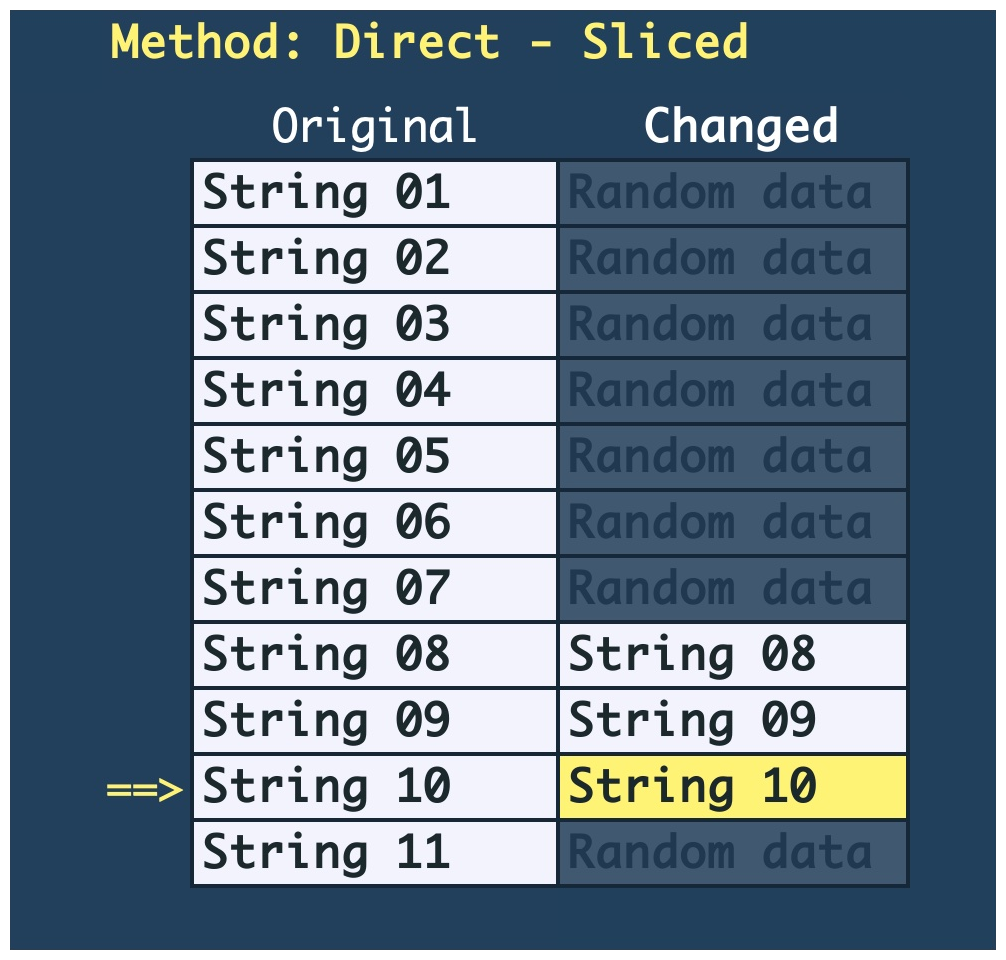 Method: Direct - Sliced
Original Changed
String 01 Random data
String 02 Random data
String 03 Random data
String 04 Random data
String 05 Random data
String 06 Random data
String 07 Random data
String 08 String 08
String 09 String 09
==> String 10 String 10
String 11 Random data